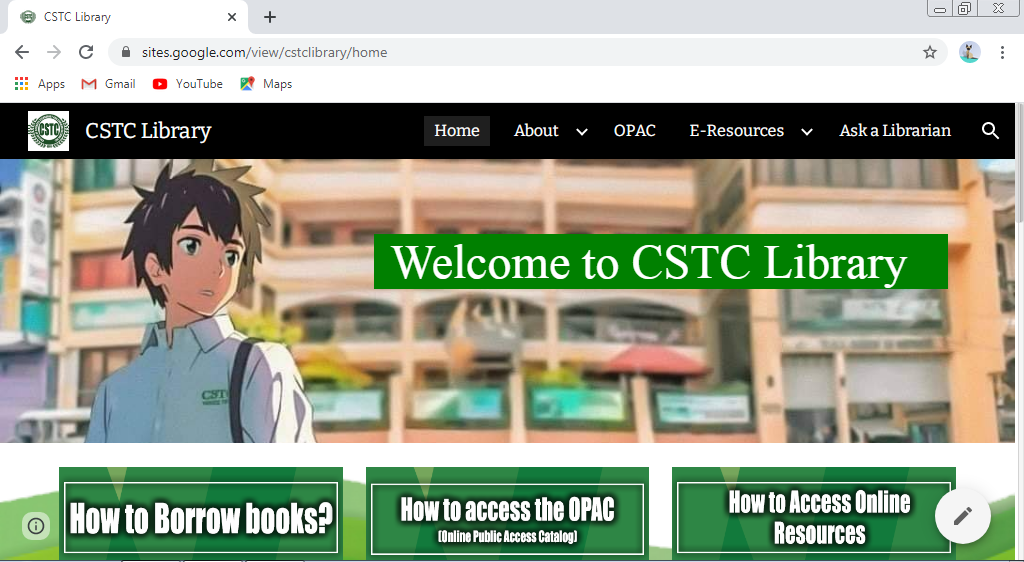 CSTC Library
sites.google.com/view/cstclibrary/home
Apps Gmail YouTube Maps
CSTC
CSTC Library
Home About OPAC E-Resources Ask a Librarian
Welcome to CSTC Library
How to Borrow books?
How to access the OPAC
(Online Public Access Catalog)
How to Access Online
Resources